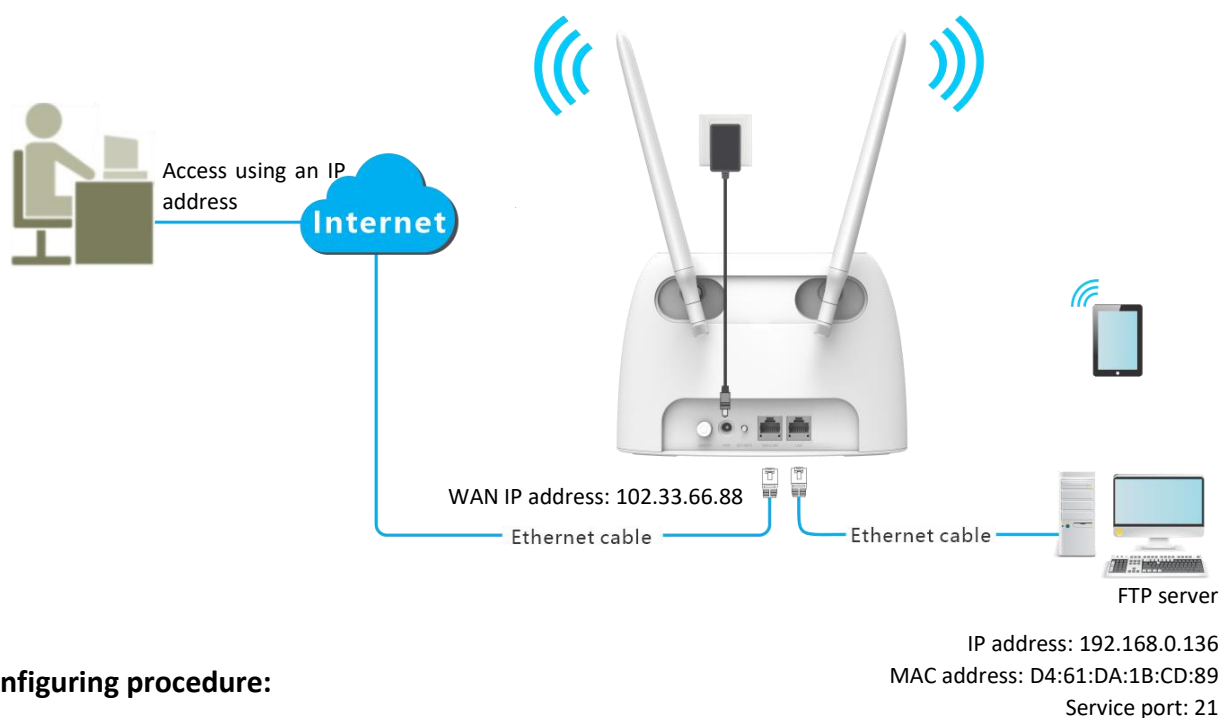 Access using an IP
address
Internet
WAN IP address: 102.33.66.88
Ethernet cable
Ethernet cable
FTP server
IP address: 192.168.0.136
MAC address: D4:61:DA:1B:CD:89
Service port: 21
nfiguring procedure: